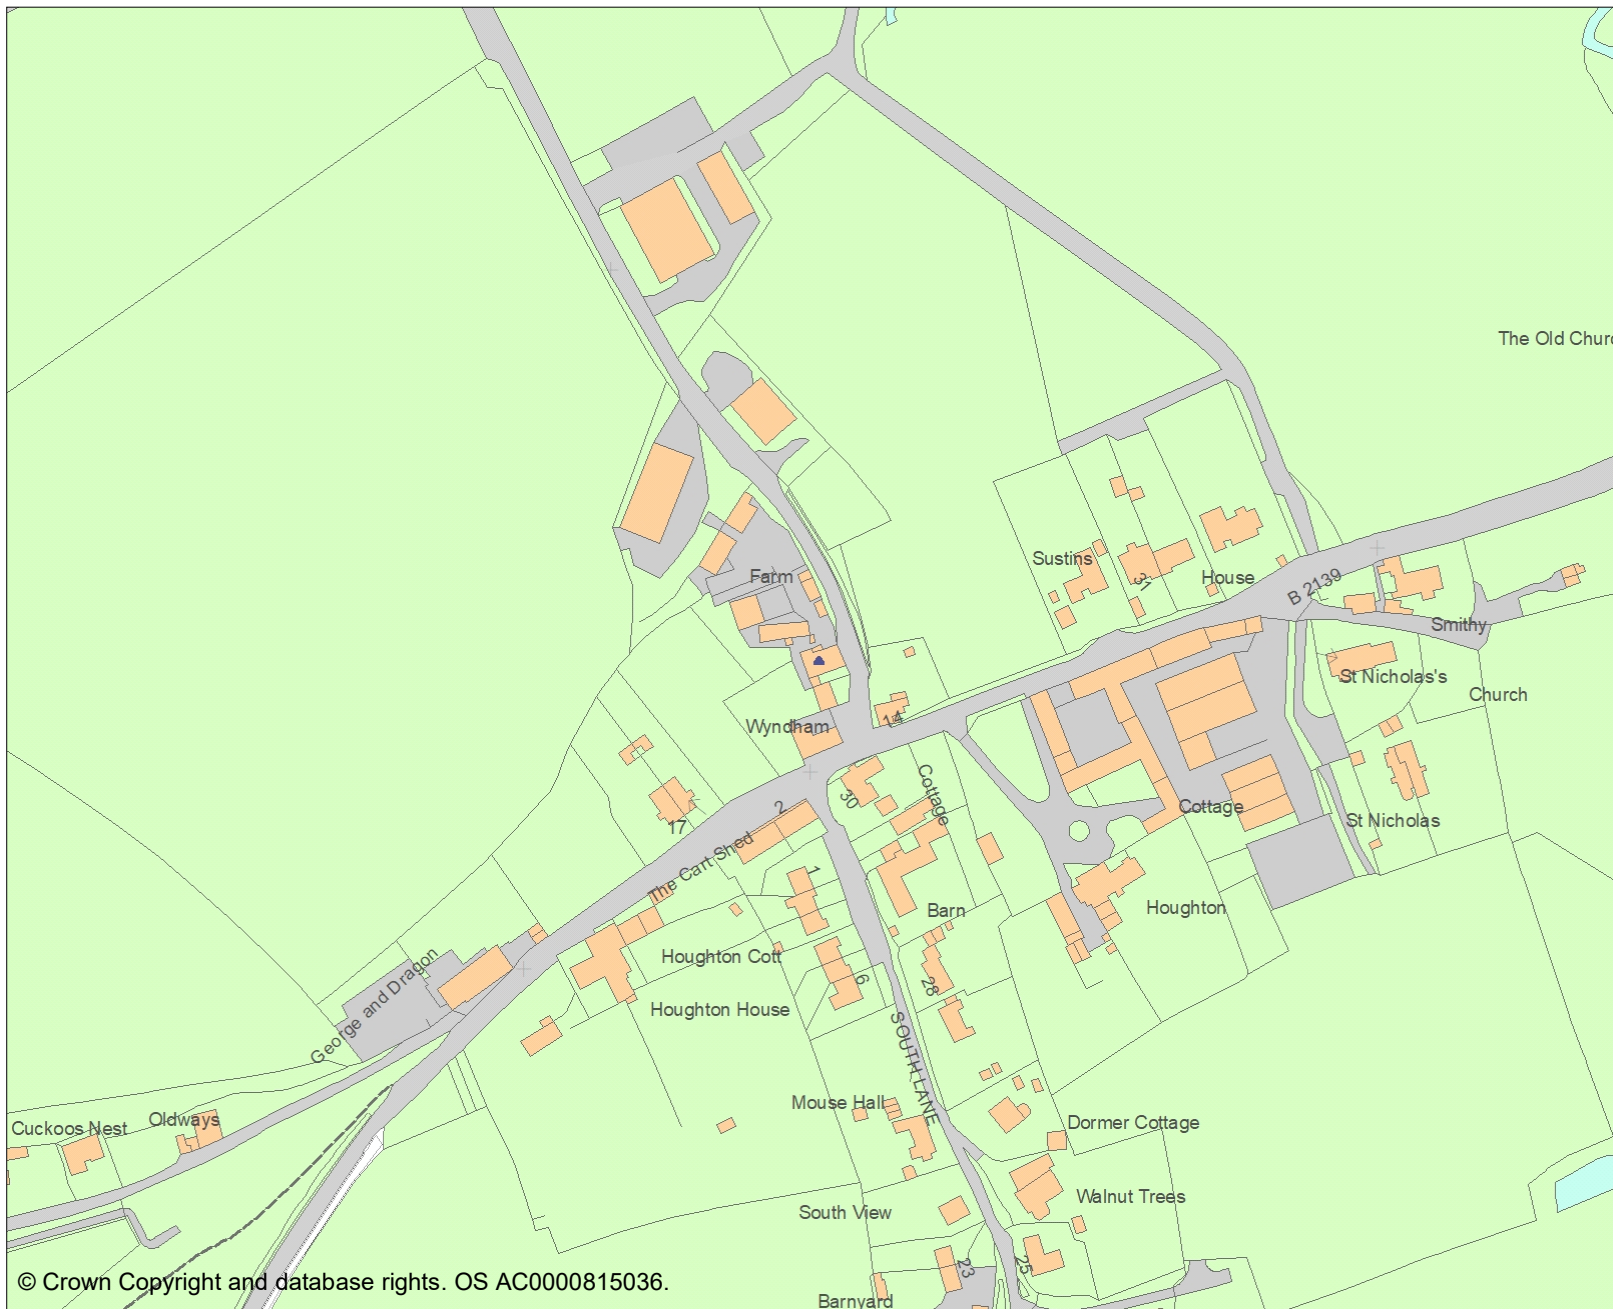 The Old Churc
Sustins
31
House
Farm
B 2139
Smithy
St Nicholas's
Church
14
Wyndham
Cottage
30
2
17
The Cart Shed
1
Cottage
St Nicholas
Barn
Houghton
George and Dragon
Houghton Cott
6
28
Houghton House
SOUTH LANE
Mouse Hall
Cuckoos Nest
Oldways
Dormer Cottage
Walnut Trees
South View
23
25
Barnyard
© Crown Copyright and database rights. OS AC0000815036.